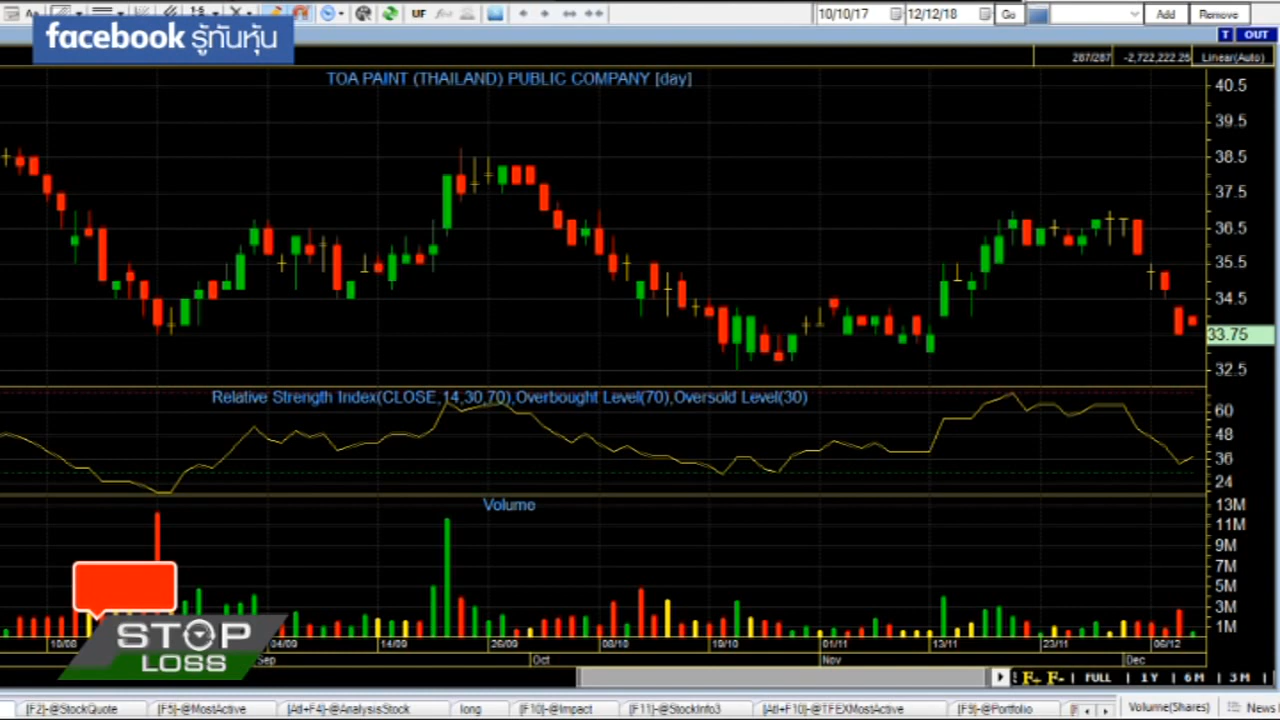 UF
10/10/17
12/12/18
Go
Add
Remove
T
OUT
facebook รู้ทันหุ้น
287/287
-2,722,222.25
Linear(Auto)
TOA PAINT (THAILAND) PUBLIC COMPANY [day]
40.5
39.5
38.5
37.5
36.5
35.5
34.5
33.75
32.5
Relative Strength Index(CLOSE,14,30,70),Overbought Level(70),Oversold Level(30)
60
48
36
24
Volume
13M
11M
9M
7M
5M
3M
1M
STOP
LOSS
10/08
04/09
14/09
26/09
08/10
19/10
01/11
13/11
23/11
06/12
Sep
Oct
Nov
Dec
F+ F- | FULL | 1 Y | 6 M | 3 M |
[F2]-@StockQuote
[F5]-@MostActive
[Alt+F4]-@AnalysisStock
long
[F10]-@Impact
[F11]-@StockInfo3
[Alt+F10]-@TFEXMostActive
[F9]-@Portfolio
Volume(Shares)
News